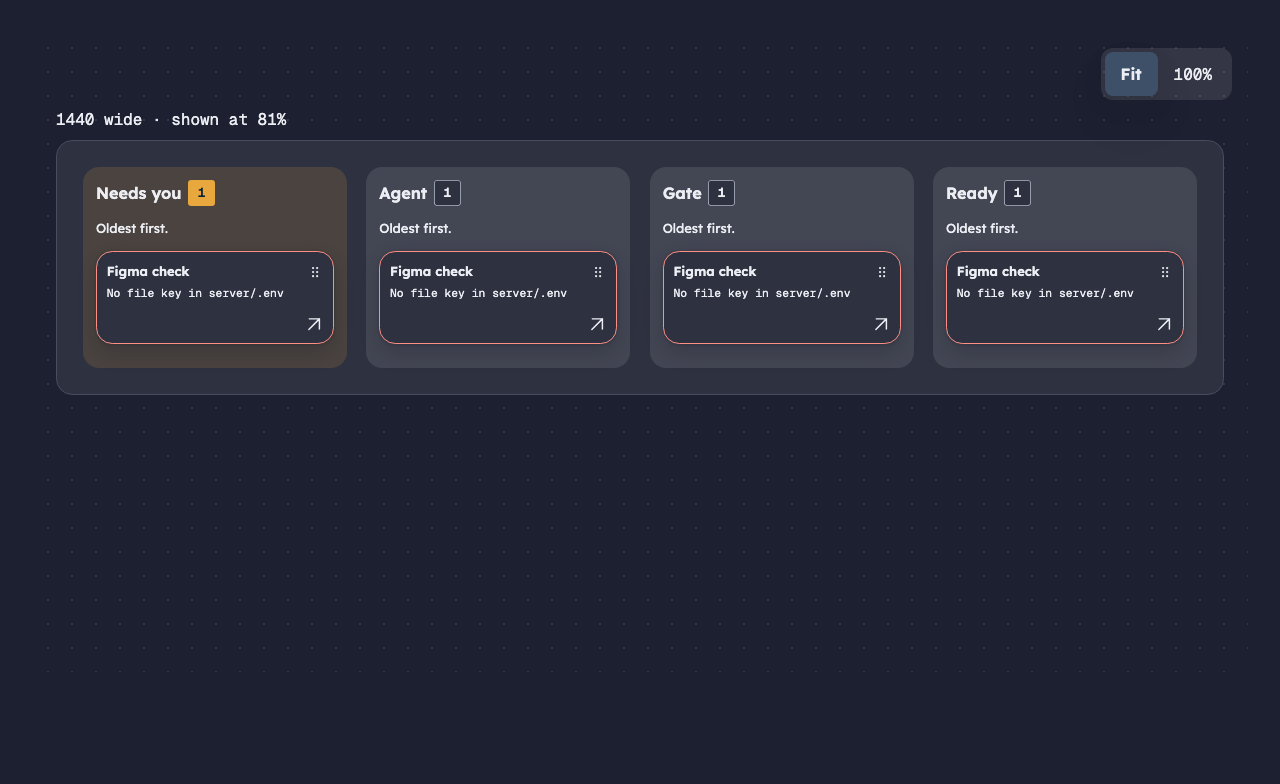 Fit 100%
1440 wide · shown at 81%
Needs you 1
Oldest first.
Figma check
No file key in server/.env
Agent 1
Oldest first.
Figma check
No file key in server/.env
Gate 1
Oldest first.
Figma check
No file key in server/.env
Ready 1
Oldest first.
Figma check
No file key in server/.env